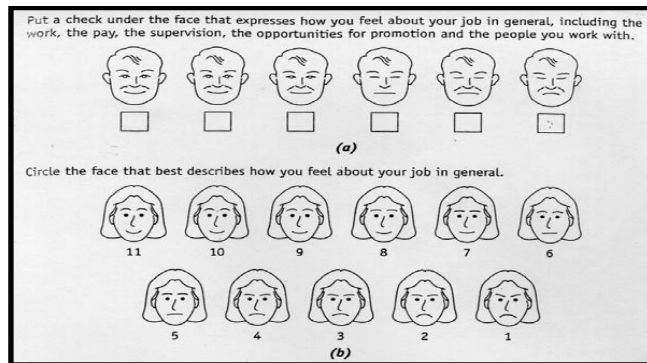 Put a check under the face that expresses how you feel about your job in general, including the
work, the pay, the supervision, the opportunities for promotion and the people you work with.
(a)
Circle the face that best describes how you feel about your job in general.
11 10 9 8 7 6
5 4 3 2 1
(b)